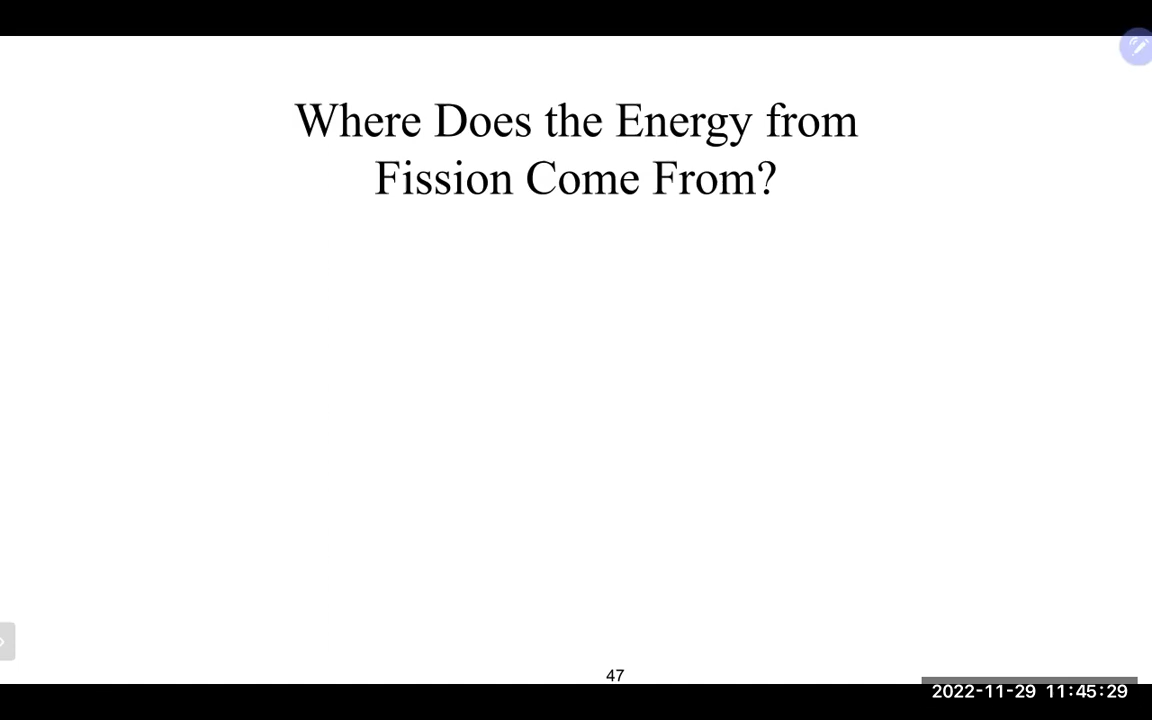 Where Does the Energy from
Fission Come From?
47
2022-11-29 11:45:29